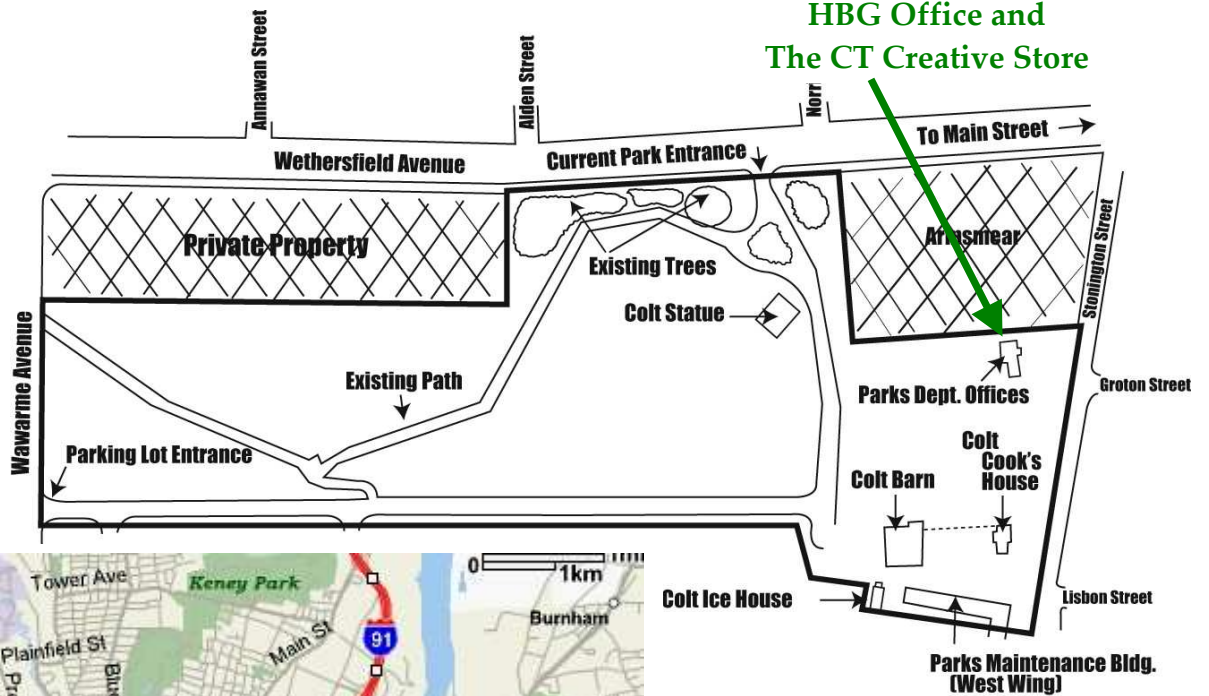 HBG Office and
The CT Creative Store
Annawan Street
Alden Street
To Main Street
Wethersfield Avenue
Current Park Entrance
Private Property
Armsmear
Existing Trees
Stonington Street
Colt Statue
Wawarme Avenue
Existing Path
Parks Dept. Offices
Groton Street
Parking Lot Entrance
Colt
Cook's
House
Colt Barn
Colt Ice House
Lisbon Street
Parks Maintenance Bldg.
(West Wing)
Tower Ave
Keney Park
0
1km
Burnham
Main St
91
Plainfield St